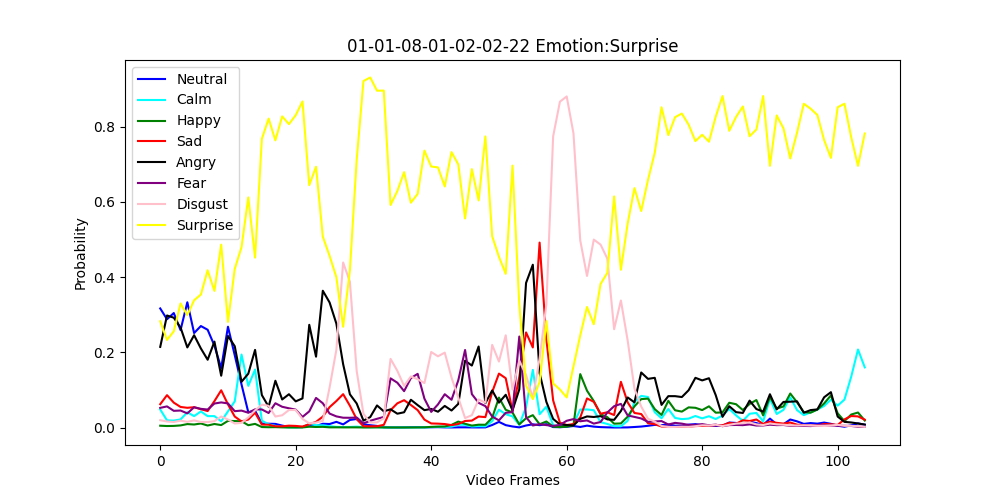 01-01-08-01-02-02-22 Emotion:Surprise
Neutral
Calm
Happy
Sad
Angry
Fear
Disgust
Surprise
Probability
0.8
0.6
0.4
0.2
0.0
0 20 40 60 80 100
Video Frames